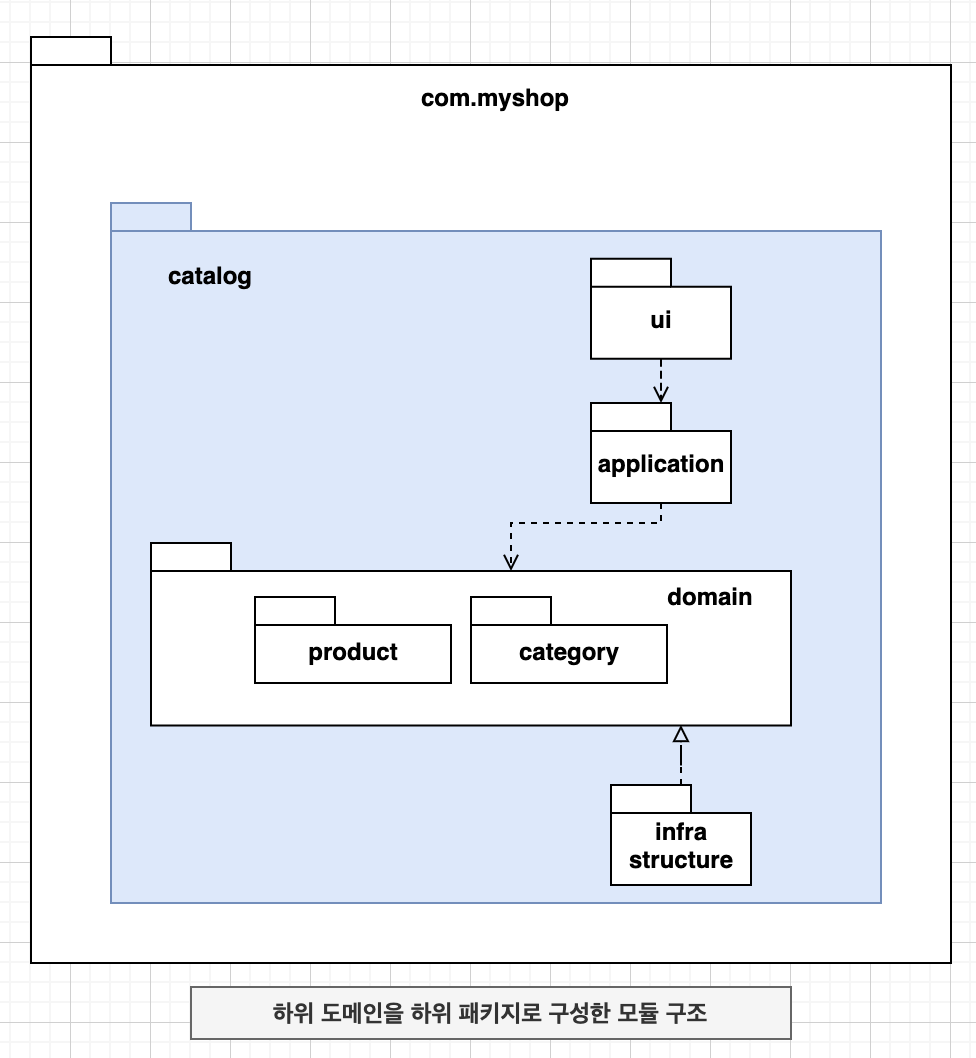 com.myshop
catalog
ui
application
domain
product
category
infra
structure
하위 도메인을 하위 패키지로 구성한 모듈 구조